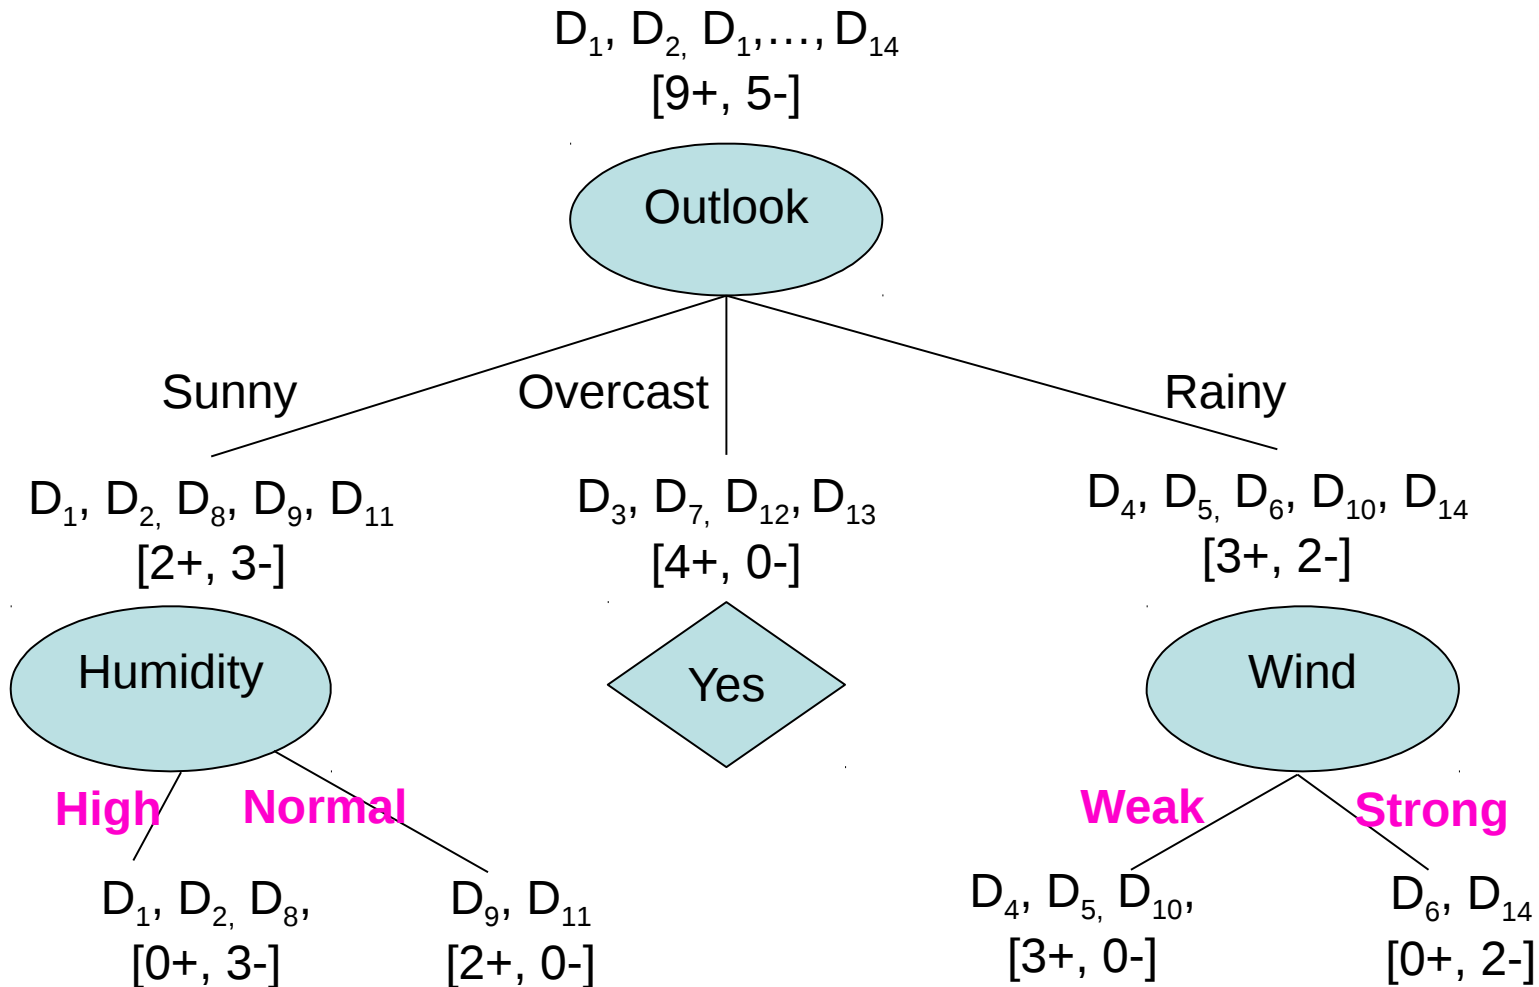 D1, D2, D1,…, D14
[9+, 5-]
Outlook
Sunny
Overcast
Rainy
D1, D2, D8, D9, D11
[2+, 3-]
D3, D7, D12, D13
[4+, 0-]
D4, D5, D6, D10, D14
[3+, 2-]
Humidity
Yes
Wind
High
Normal
Weak
Strong
D1, D2, D8,
[0+, 3-]
D9, D11
[2+, 0-]
D4, D5, D10,
[3+, 0-]
D6, D14
[0+, 2-]